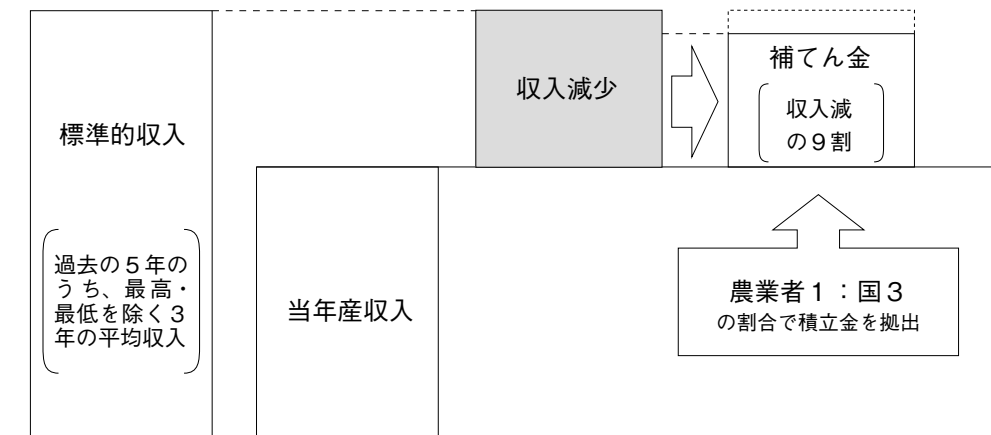 標準的収入
過去の5年の
うち、最高・
最低を除く3
年の平均収入
当年産収入
収入減少
補てん金
収入減
の9割
農業者1：国3
の割合で積立金を拠出